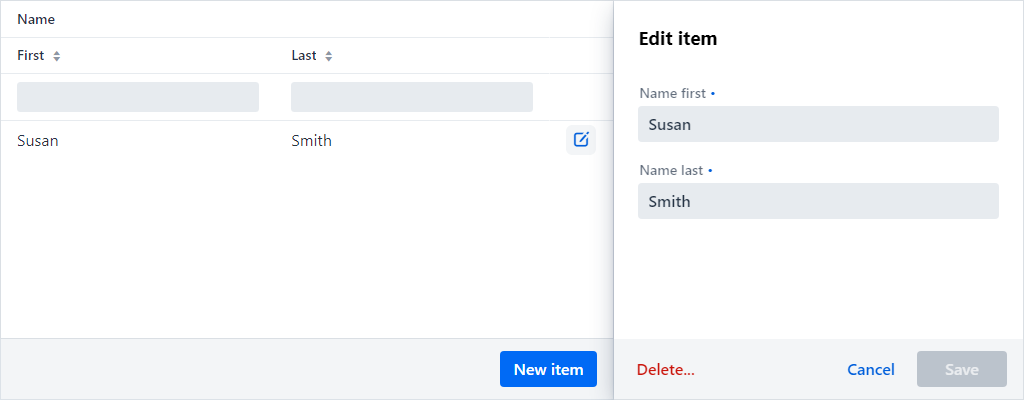 Name
First
Last
Susan
Smith
New item
Edit item
Name first •
Susan
Name last •
Smith
Delete...
Cancel
Save